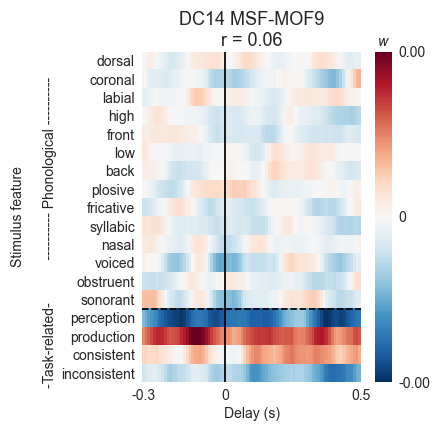 DC14 MSF-MOF9
r = 0.06
w
Stimulus feature
---------- Phonological ----------
-Task-related-
dorsal
coronal
labial
high
front
low
back
plosive
fricative
syllabic
nasal
voiced
obstruent
sonorant
perception
production
consistent
inconsistent
0.00
0
-0.00
-0.3
0
0.5
Delay (s)